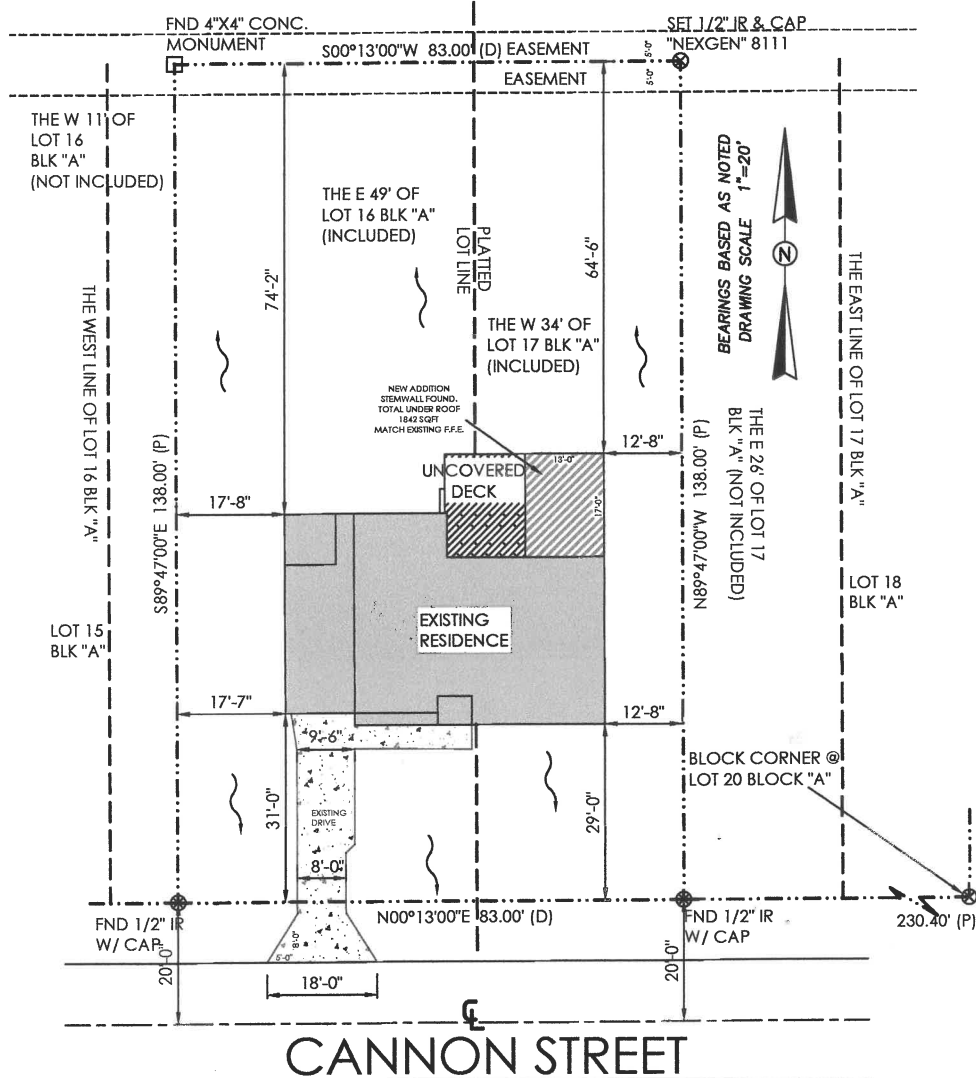 FND 4"X4" CONC.
MONUMENT
SET 1/2" IR & CAP
"NEXGEN" 8111
S00°13'00"W 83.00' (D) EASEMENT
EASEMENT
5'-0"
5'-0"
THE W 11' OF
LOT 16
BLK "A"
(NOT INCLUDED)
THE E 49' OF
LOT 16 BLK "A"
(INCLUDED)
PLATTED
LOT LINE
74'-2"
64'-6"
BEARINGS BASED AS NOTED
DRAWING SCALE 1"=20'
N
THE W 34' OF
LOT 17 BLK "A"
(INCLUDED)
THE WEST LINE OF LOT 16 BLK "A"
THE EAST LINE OF LOT 17 BLK "A"
NEW ADDITION
STEMWALL FOUND.
TOTAL UNDER ROOF
1842 SQFT
MATCH EXISTING F.F.E.
S89°47'00"E 138.00' (P)
N89°47'00"W 138.00' (P)
THE E 26' OF LOT 17
BLK "A" (NOT INCLUDED)
12'-8"
13'-0"
17'-0"
UNCOVERED
DECK
17'-8"
LOT 18
BLK "A"
EXISTING
RESIDENCE
LOT 15
BLK "A"
17'-7"
12'-8"
9'-6"
31'-0"
29'-0"
EXISTING
DRIVE
8'-0"
BLOCK CORNER @
LOT 20 BLOCK "A"
N00°13'00"E 83.00' (D)
FND 1/2" IR
W/ CAP
FND 1/2" IR
W/ CAP
230.40' (P)
8'-0"
5'-0"
20'-0"
20'-0"
18'-0"
CL
CANNON STREET